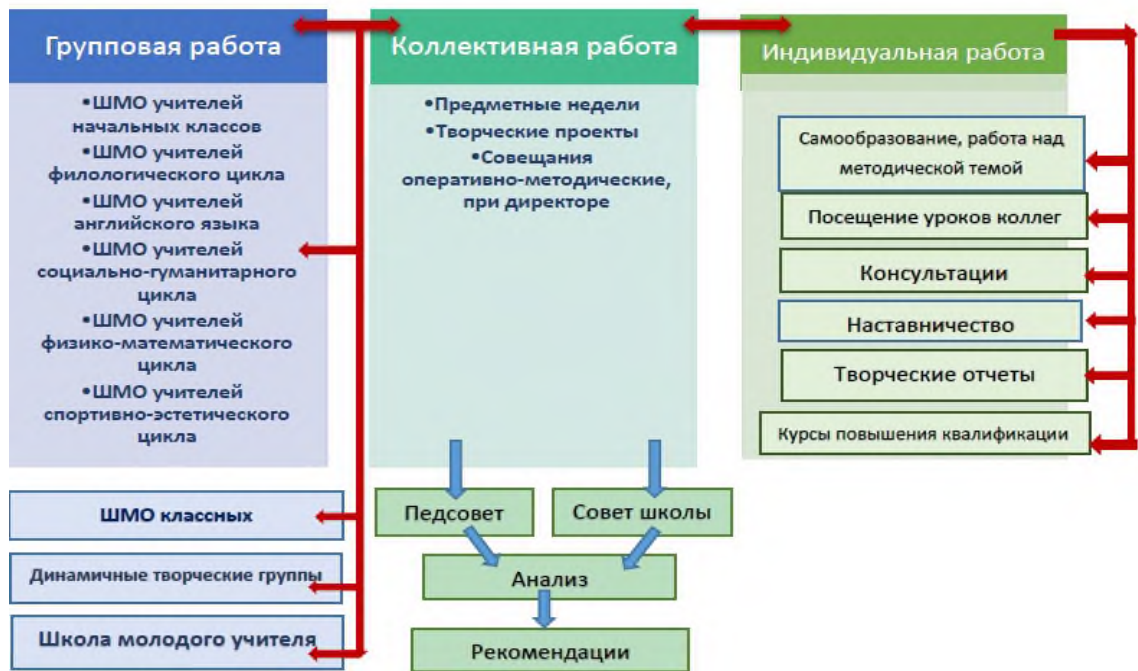 Групповая работа
•ШМО учителей
начальных классов
•ШМО учителей
филологического цикла
•ШМО учителей
английского языка
•ШМО учителей
социально-гуманитарного
цикла
•ШМО учителей
физико-математического
цикла
•ШМО учителей
спортивно-эстетического
цикла
ШМО классных
Динамичные творческие группы
Школа молодого учителя
Коллективная работа
•Предметные недели
•Творческие проекты
•Совещания
оперативно-методические,
при директоре
Педсовет
Совет школы
Анализ
Рекомендации
Индивидуальная работа
Самообразование, работа над
методической темой
Посещение уроков коллег
Консультации
Наставничество
Творческие отчеты
Курсы повышения квалификации